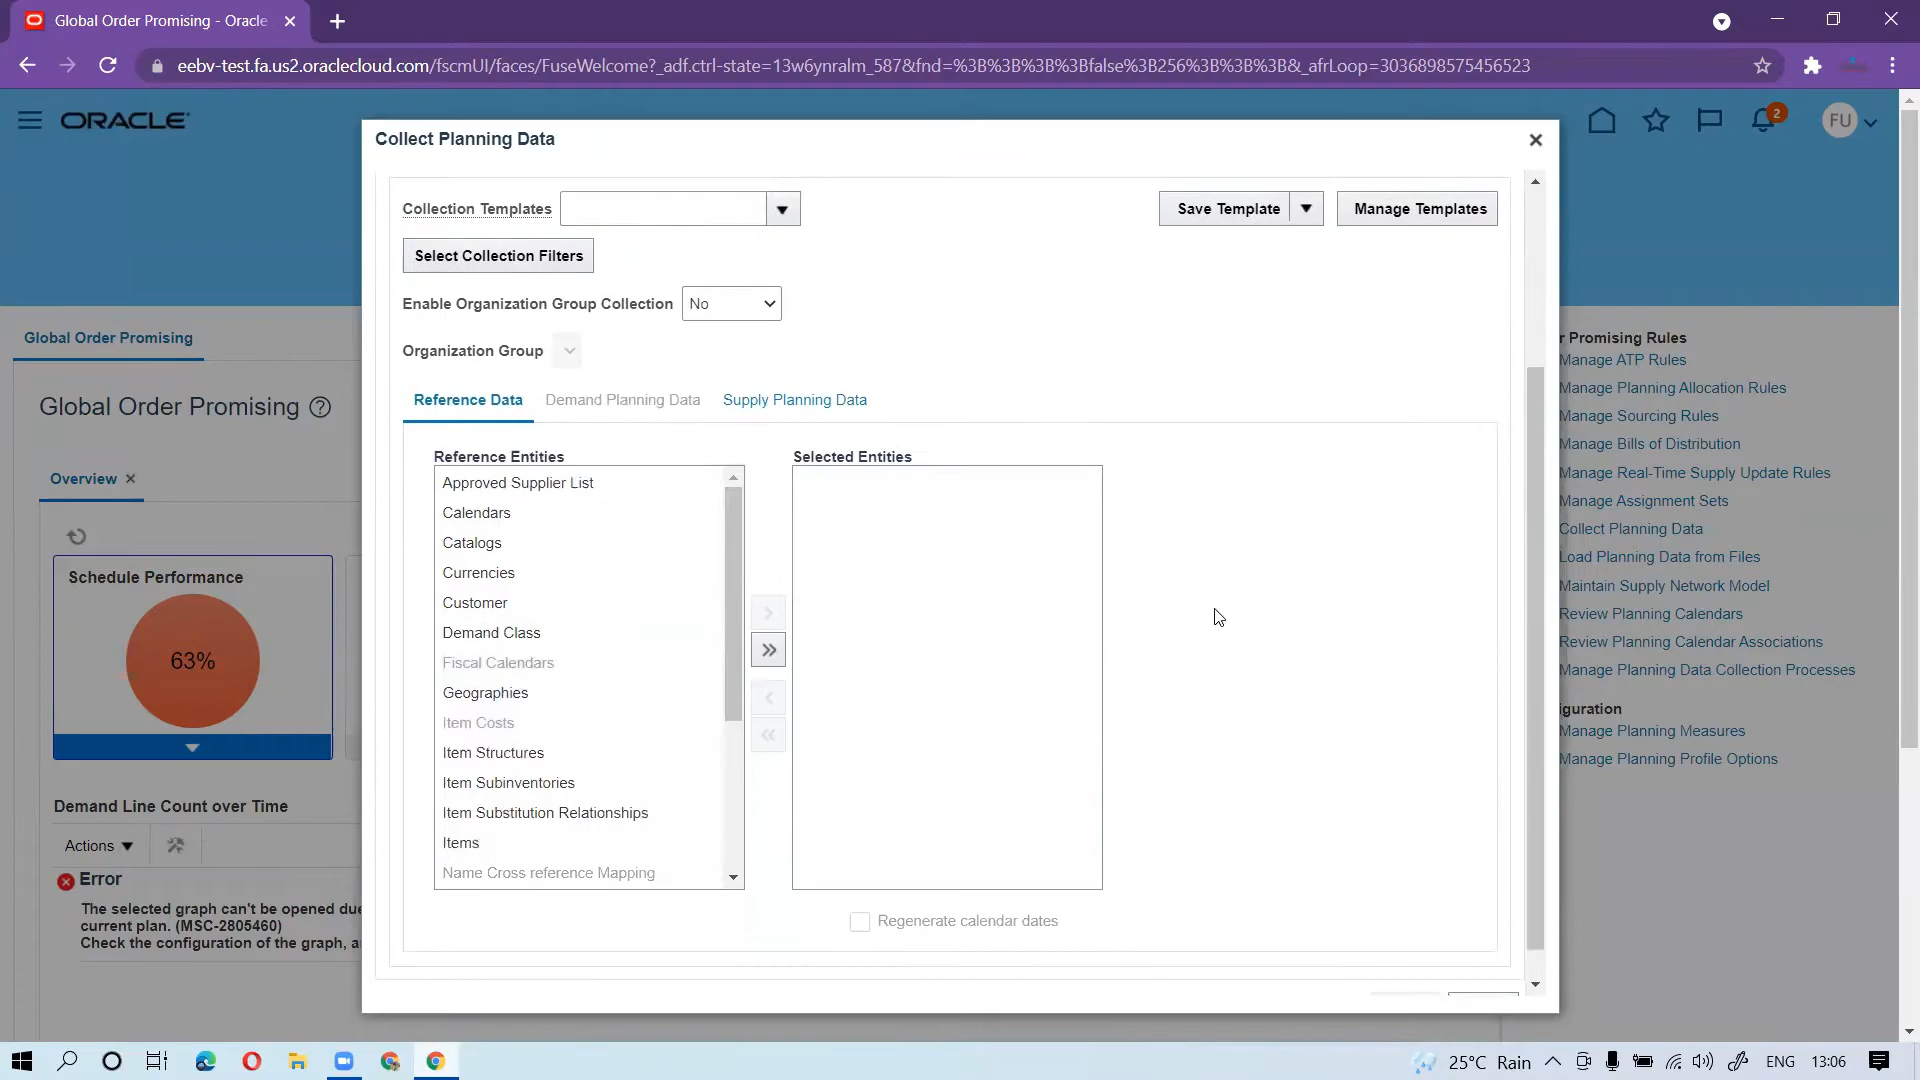 Global Order Promising - Oracle
eebv-test.fa.us2.oraclecloud.com/fscmUI/faces/FuseWelcome?_adf.ctrl-state=13w6ynralm_587&fnd=%3B%3B%3B%3Bfalse%3B256%3B%3B%3B&_afrLoop=3036898575456523
ORACLE
2
FU
Collect Planning Data
Collection Templates
Save Template
Manage Templates
Select Collection Filters
Enable Organization Group Collection
No
Organization Group
Reference Data
Demand Planning Data
Supply Planning Data
Reference Entities
Selected Entities
Approved Supplier List
Calendars
Catalogs
Currencies
Customer
Demand Class
Fiscal Calendars
Geographies
Item Costs
Item Structures
Item Subinventories
Item Substitution Relationships
Items
Name Cross reference Mapping
Regenerate calendar dates
Global Order Promising
Global Order Promising
Overview
Schedule Performance
63%
Demand Line Count over Time
Actions
Error
The selected graph can't be opened due
current plan. (MSC-2805460)
Check the configuration of the graph, a
r Promising Rules
Manage ATP Rules
Manage Planning Allocation Rules
Manage Sourcing Rules
Manage Bills of Distribution
Manage Real-Time Supply Update Rules
Manage Assignment Sets
Collect Planning Data
Load Planning Data from Files
Maintain Supply Network Model
Review Planning Calendars
Review Planning Calendar Associations
Manage Planning Data Collection Processes
iguration
Manage Planning Measures
Manage Planning Profile Options
25°C Rain
ENG
13:06